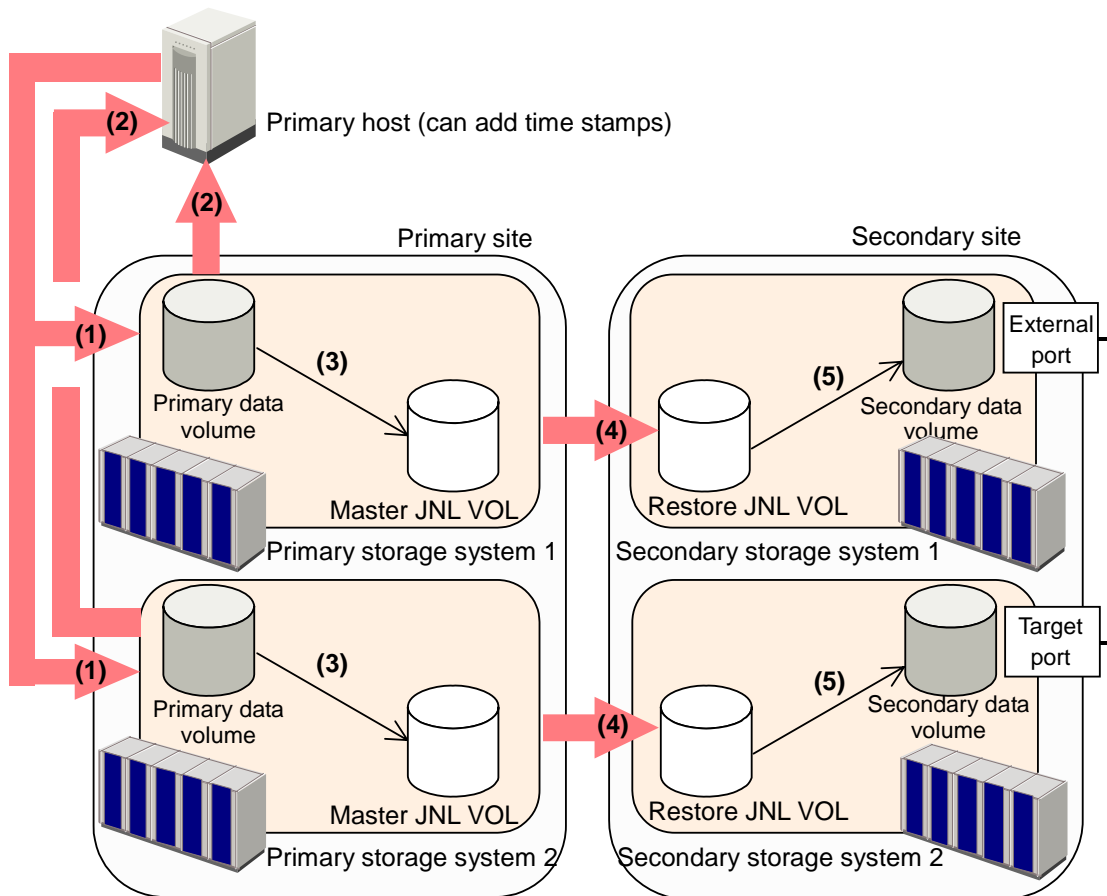 (2)
Primary host (can add time stamps)
(2)
Primary site
Secondary site
(1)
(3)
Primary data
volume
Master JNL VOL
Primary storage system 1
(4)
(5)
Secondary data
volume
Restore JNL VOL
Secondary storage system 1
External
port
(1)
(3)
Primary data
volume
Master JNL VOL
Primary storage system 2
(4)
(5)
Secondary data
volume
Restore JNL VOL
Secondary storage system 2
Target
port